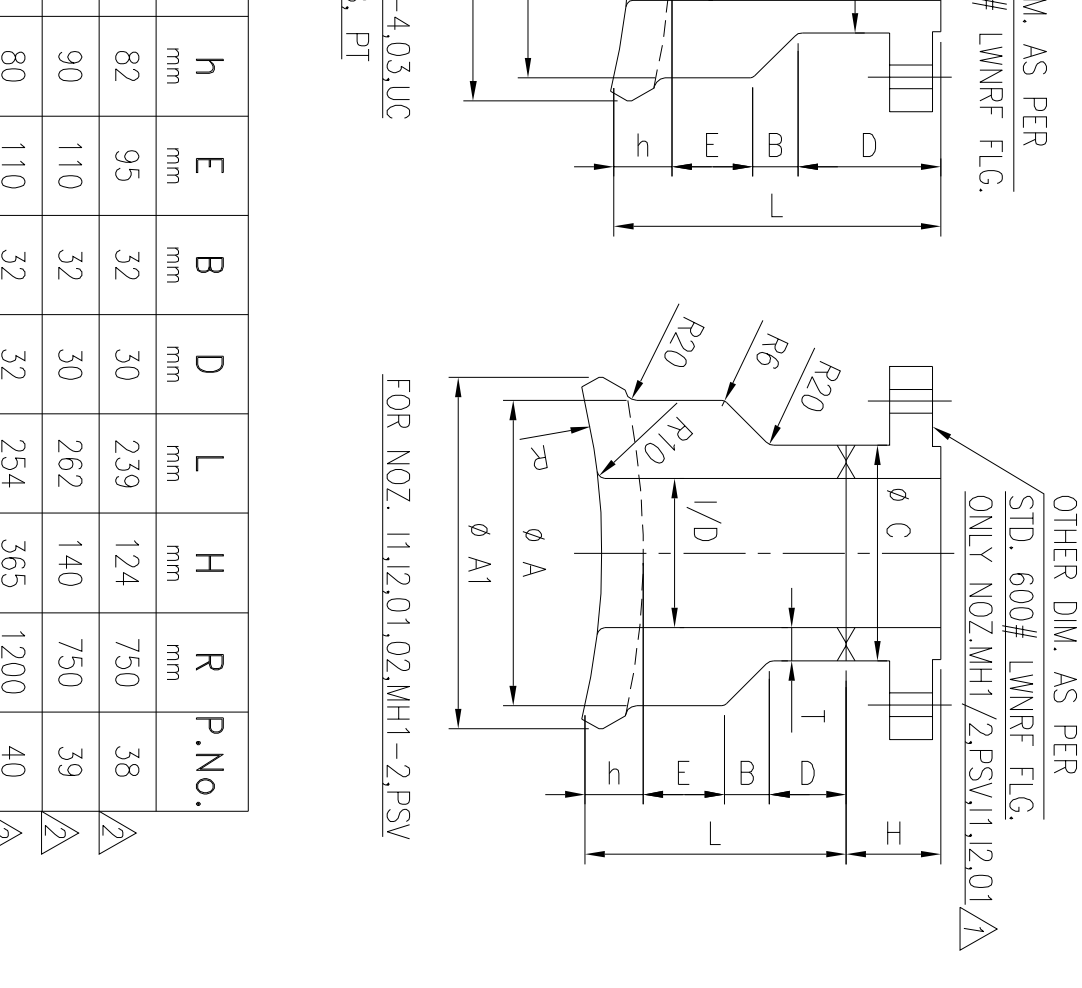 M. AS PER
# LWNRF FLG.
h
E
B
D
L
-4,03,UC
, PT
OTHER DIM. AS PER
STD. 600# LWNRF FLG.
ONLY NOZ.MH1/2,PSV,I1,I2,01
1
R20
R6
R20
R10
R
I/D
ø C
ø A
ø A1
T
h
E
B
D
L
H
FOR NOZ. I1,I2,01,02,MH1-2,PSV
h E B D L H R P.No.
mm mm mm mm mm mm mm
82 95 32 30 239 124 750 38 2
90 110 32 30 262 140 750 39 2
80 110 32 32 254 365 1200 40 2